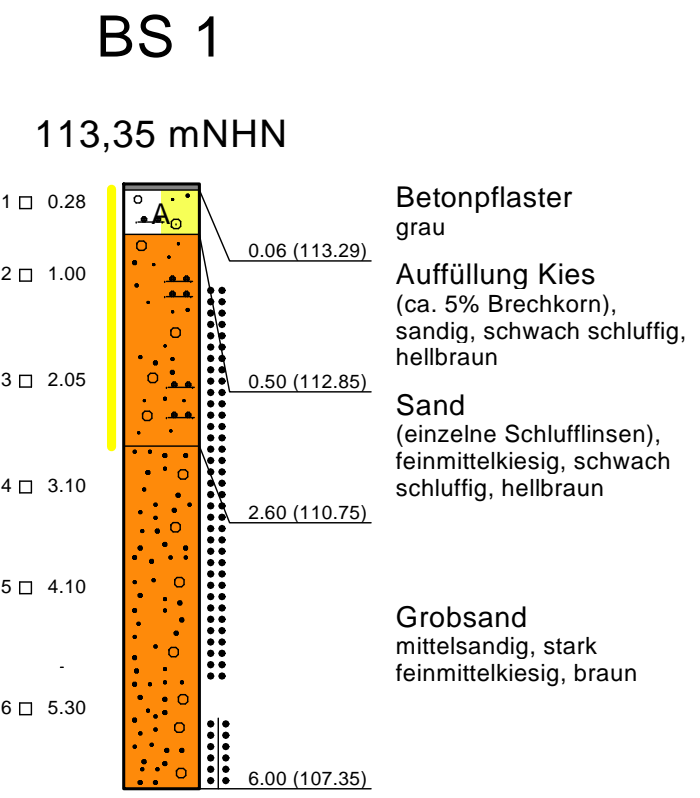 BS 1
113,35 mNHN
1 0.28
2 1.00
3 2.05
4 3.10
5 4.10
-
6 5.30
A
0.06 (113.29)
0.50 (112.85)
2.60 (110.75)
6.00 (107.35)
Betonpflaster
grau
Auffüllung Kies
(ca. 5% Brechkorn),
sandig, schwach schluffig,
hellbraun
Sand
(einzelne Schlufflinsen),
feinmittelkiesig, schwach
schluffig, hellbraun
Grobsand
mittelsandig, stark
feinmittelkiesig, braun